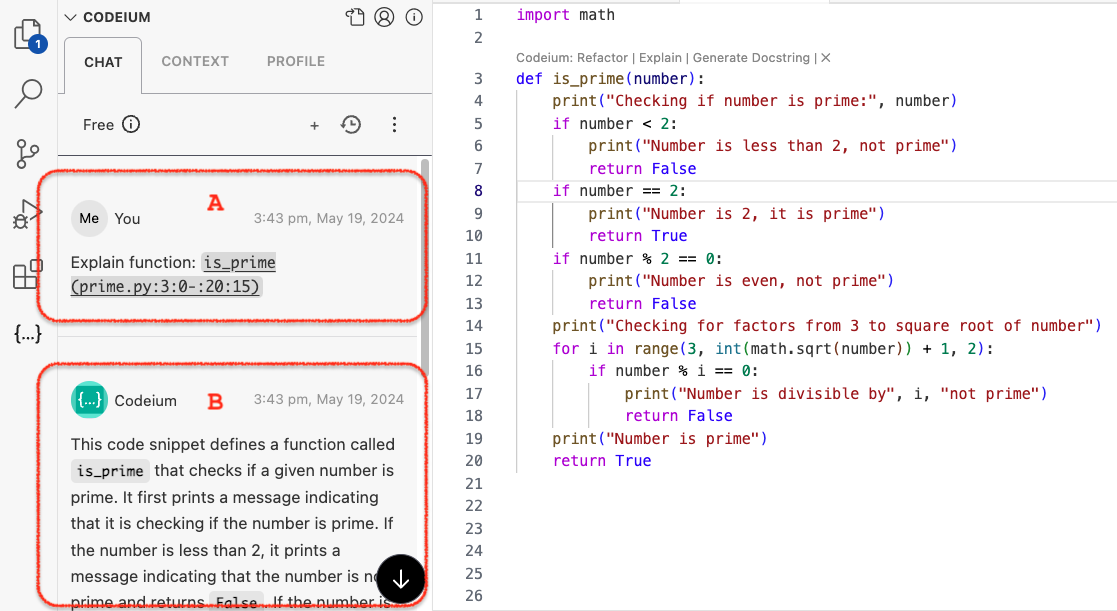 CODEIUM
CHAT
CONTEXT
PROFILE
Free
1
A
Me
You
3:43 pm, May 19, 2024
Explain function: is_prime
(prime.py:3:0-:20:15)
{...}
{...}
Codeium
B
3:43 pm, May 19, 2024
This code snippet defines a function called
is_prime that checks if a given number is
prime. It first prints a message indicating
that it is checking if the number is prime. If
the number is less than 2, it prints a
message indicating that the number is
prime and returns False. If the number is
1 import math
2
Codeium: Refactor | Explain | Generate Docstring | ✕
3 def is_prime(number):
4     print("Checking if number is prime:", number)
5     if number < 2:
6         print("Number is less than 2, not prime")
7         return False
8     if number == 2:
9         print("Number is 2, it is prime")
10         return True
11     if number % 2 == 0:
12         print("Number is even, not prime")
13         return False
14     print("Checking for factors from 3 to square root of number")
15     for i in range(3, int(math.sqrt(number)) + 1, 2):
16         if number % i == 0:
17             print("Number is divisible by", i, "not prime")
18             return False
19     print("Number is prime")
20     return True
21
22
23
24
25
26